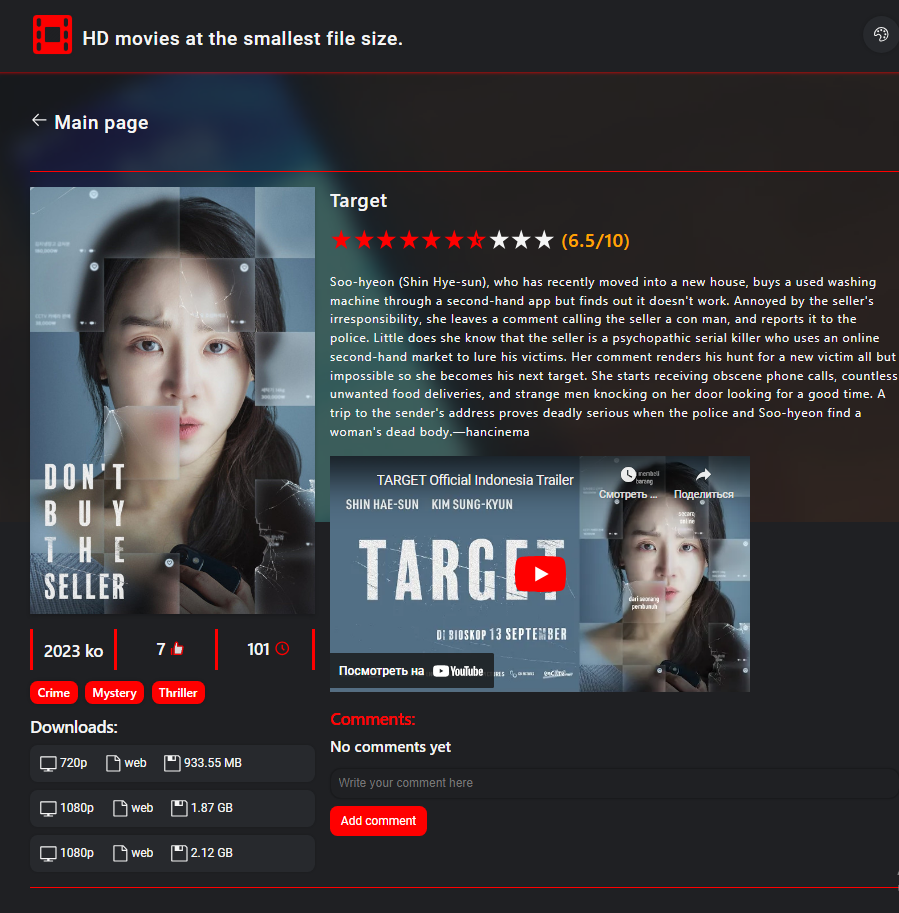 HD movies at the smallest file size.
Main page
DON'T
BUY
THE
SELLER
2023 ko
7
101
Crime
Mystery
Thriller
Downloads:
720p
web
933.55 MB
1080p
web
1.87 GB
1080p
web
2.12 GB
Target
(6.5/10)
Soo-hyeon (Shin Hye-sun), who has recently moved into a new house, buys a used washing
machine through a second-hand app but finds out it doesn't work. Annoyed by the seller's
irresponsibility, she leaves a comment calling the seller a con man, and reports it to the
police. Little does she know that the seller is a psychopathic serial killer who uses an online
second-hand market to lure his victims. Her comment renders his hunt for a new victim all but
impossible so she becomes his next target. She starts receiving obscene phone calls, countless
unwanted food deliveries, and strange men knocking on her door looking for a good time. A
trip to the sender's address proves deadly serious when the police and Soo-hyeon find a
woman's dead body.—hancinema
TARGET Official Indonesia Trailer
Смотреть ...
Поделиться
membeli
barang
SHIN HAE-SUN
KIM SUNG-KYUN
secara
online
TARGET
dari seorang
pembunuh
DI BIOSKOP 13 SEPTEMBER
Посмотреть на
YouTube
Comments:
No comments yet
Write your comment here
Add comment